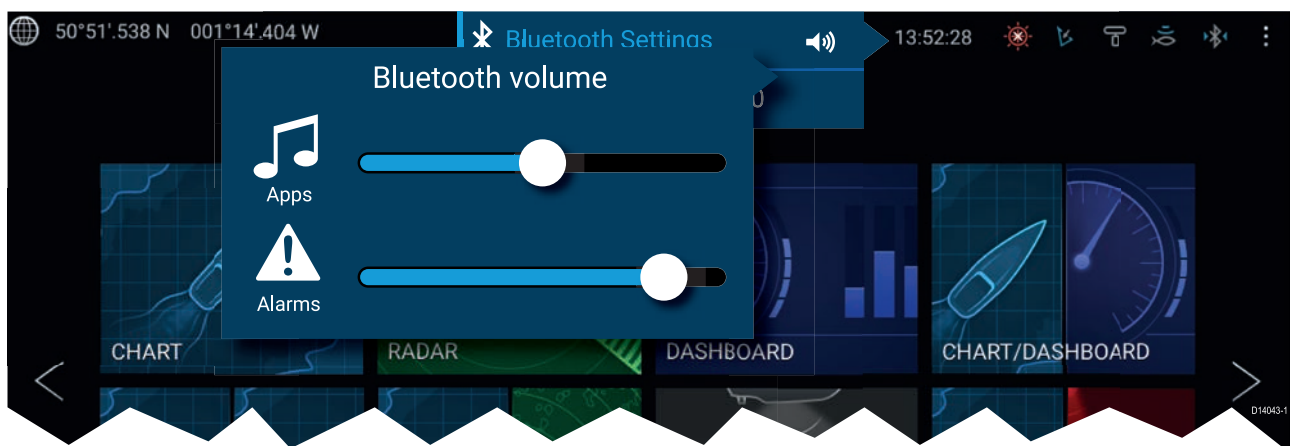 50°51'.538 N 001°14'.404 W
Bluetooth Settings
13:52:28
Bluetooth volume
Apps
Alarms
CHART
RADAR
DASHBOARD
CHART/DASHBOARD
D14043-1